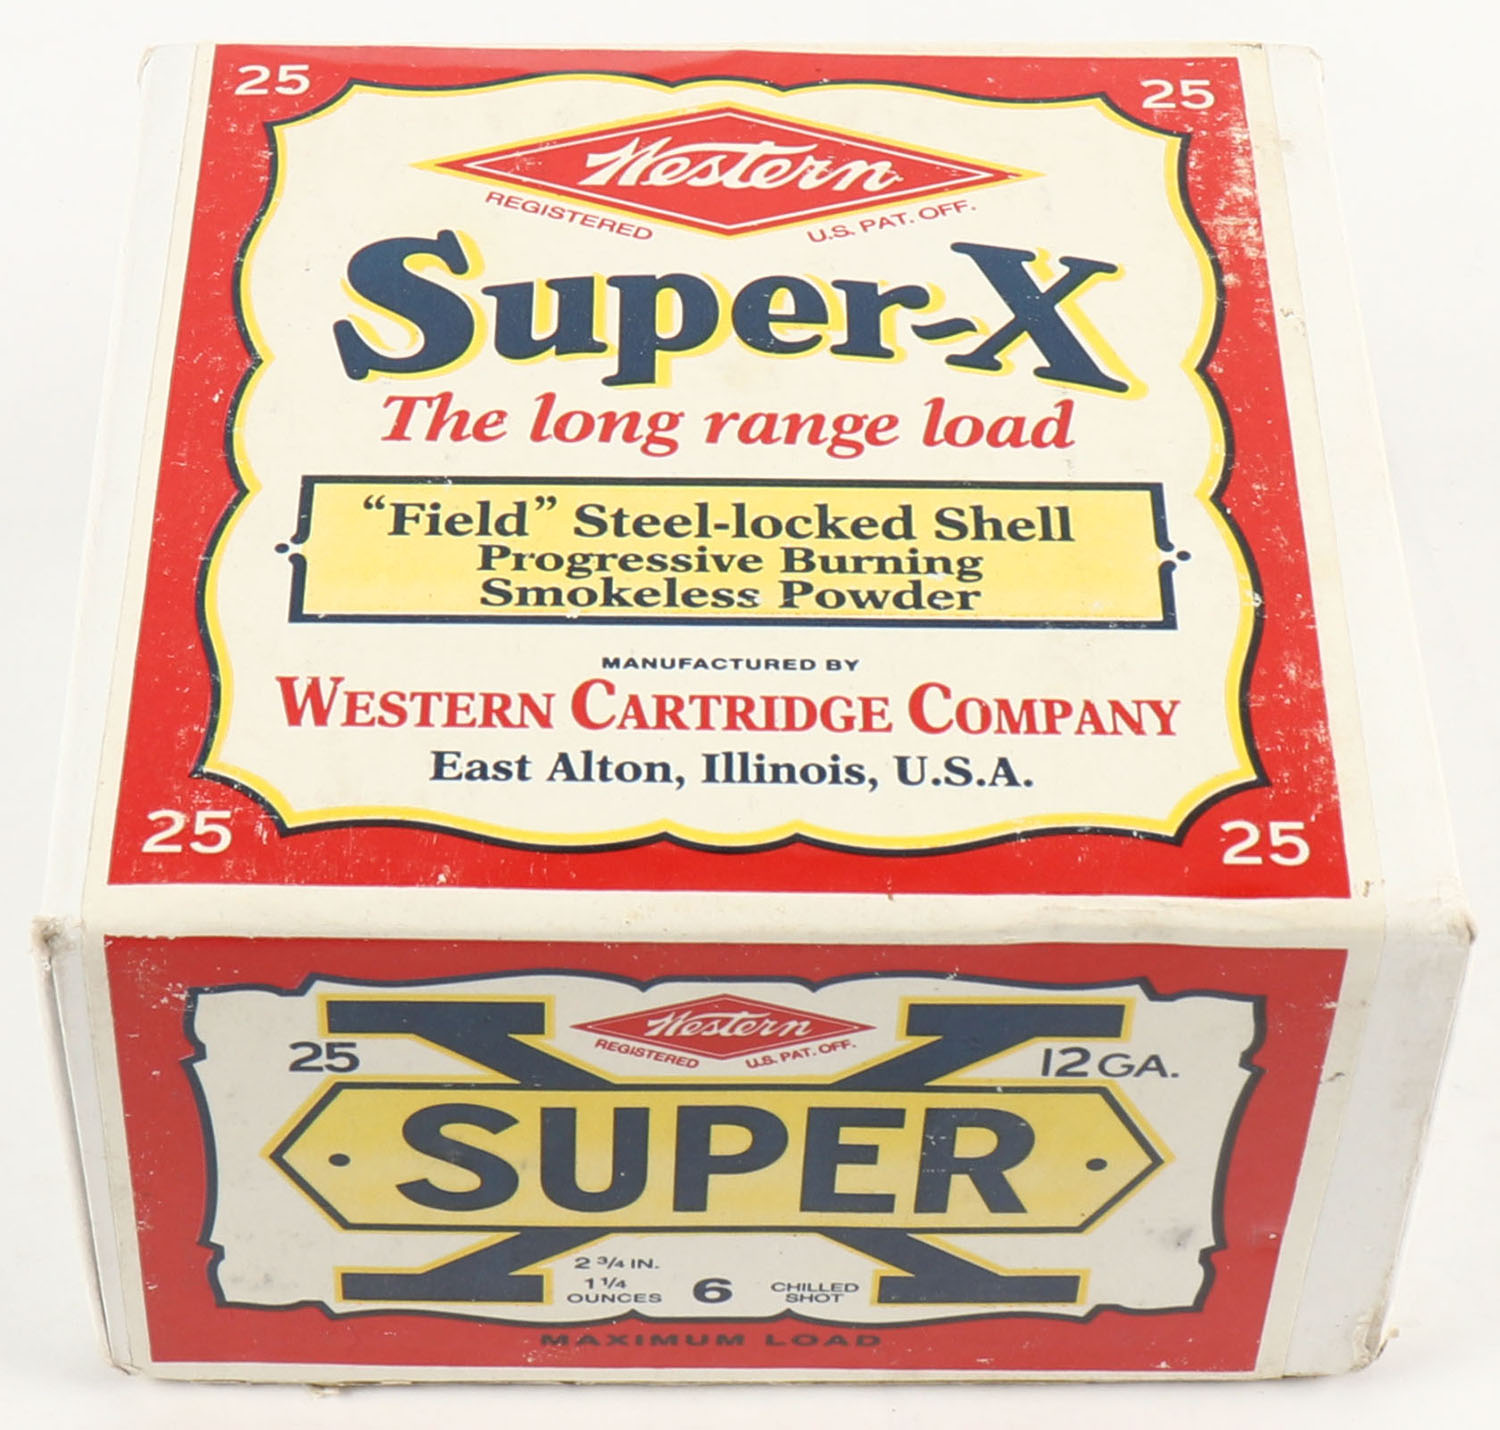 25 25
Western
REGISTERED U.S. PAT. OFF.
Super-X
The long range load
“Field” Steel-locked Shell
Progressive Burning
Smokeless Powder
MANUFACTURED BY
WESTERN CARTRIDGE COMPANY
East Alton, Illinois, U.S.A.
25 25
Western
REGISTERED U.S. PAT. OFF.
25 12 GA.
SUPER
X
2 3/4 IN.
1 1/4
OUNCES
6
CHILLED
SHOT
MAXIMUM LOAD